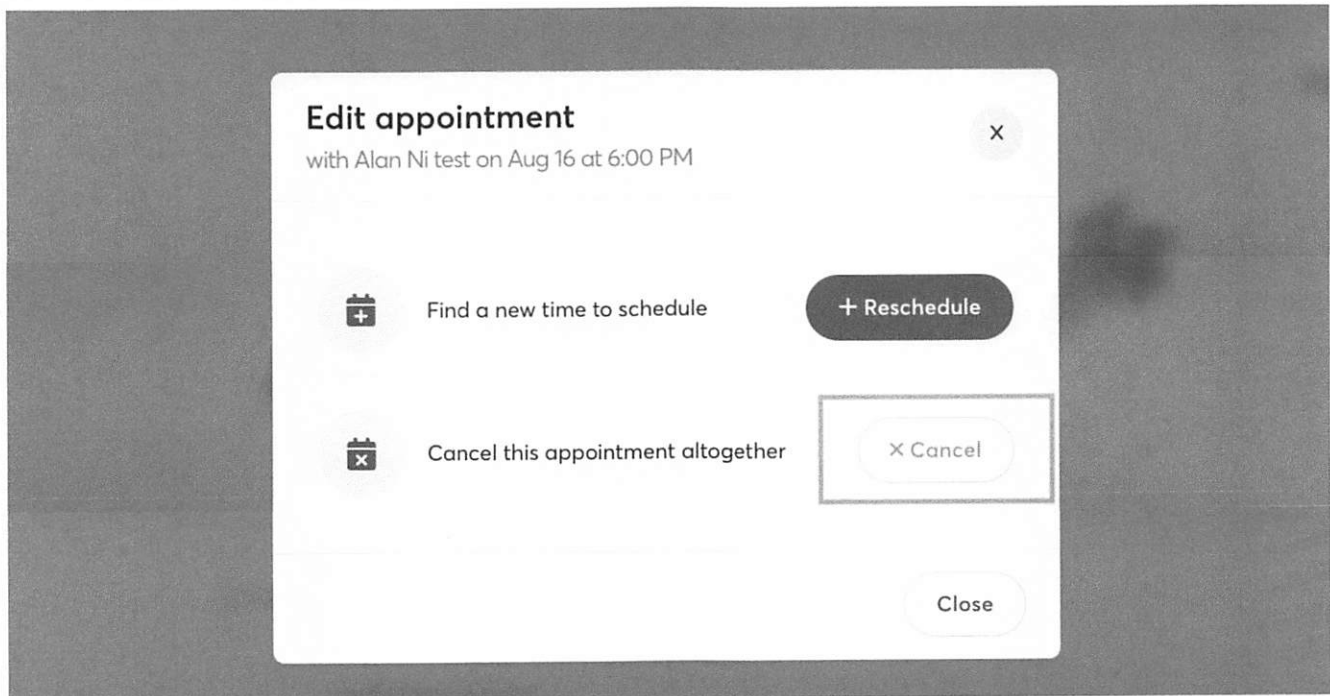 Edit appointment
X
with Alan Ni test on Aug 16 at 6:00 PM
Find a new time to schedule
+ Reschedule
Cancel this appointment altogether
× Cancel
Close